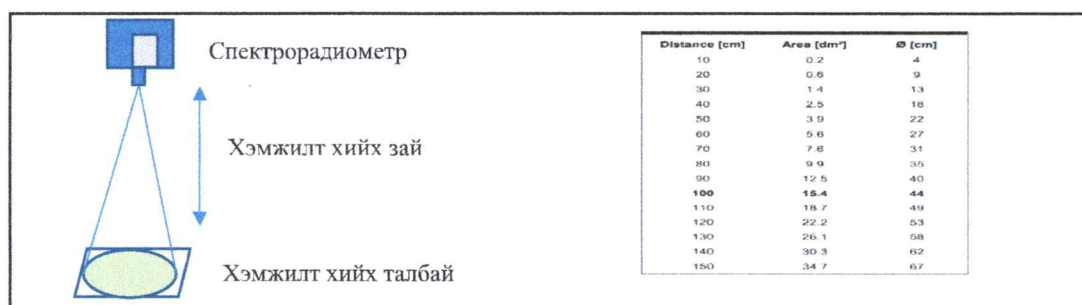 Спектрорадиометр
Хэмжилт хийх зай
Хэмжилт хийх талбай
Distance [cm] Area [dm²] Ø [cm]
10 0.2 4
20 0.6 9
30 1.4 13
40 2.5 18
50 3.9 22
60 5.6 27
70 7.6 31
80 9.9 35
90 12.5 40
100 15.4 44
110 18.7 49
120 22.2 53
130 26.1 58
140 30.3 62
150 34.7 67